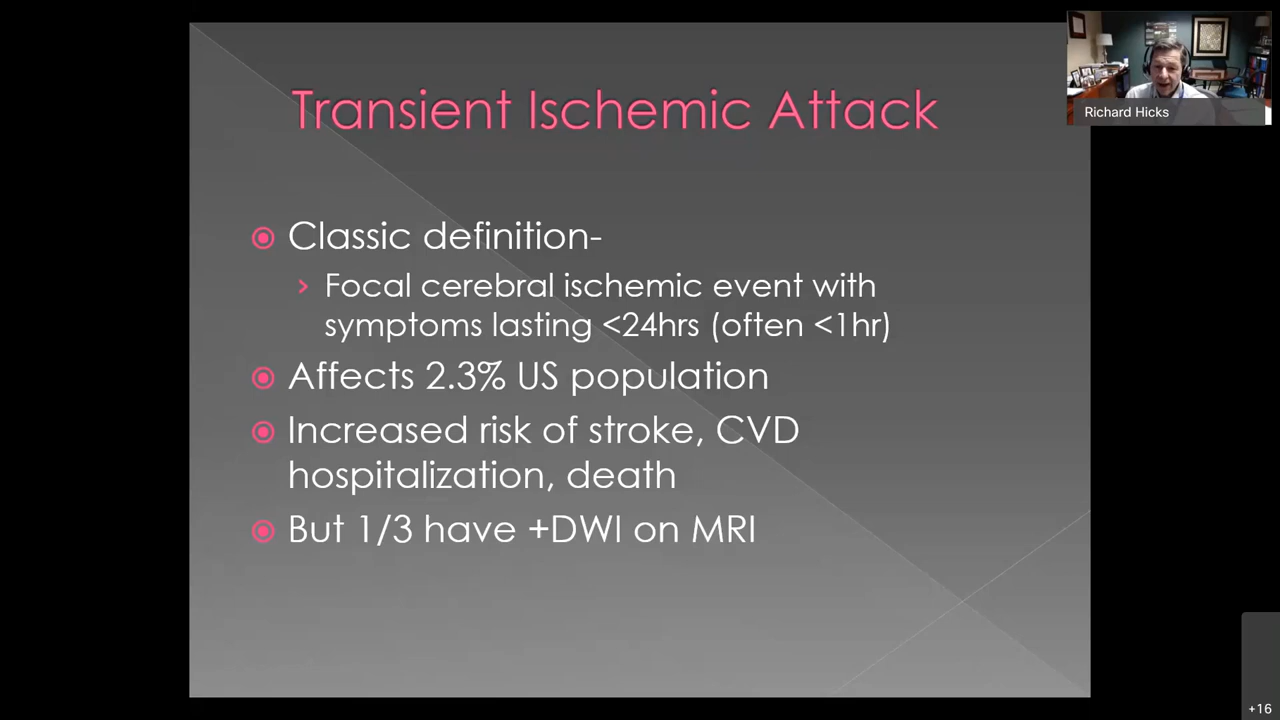 Transient Ischemic Attack
Richard Hicks
Classic definition-
Focal cerebral ischemic event with
symptoms lasting <24hrs (often <1hr)
Affects 2.3% US population
Increased risk of stroke, CVD
hospitalization, death
But 1/3 have +DWI on MRI
+16